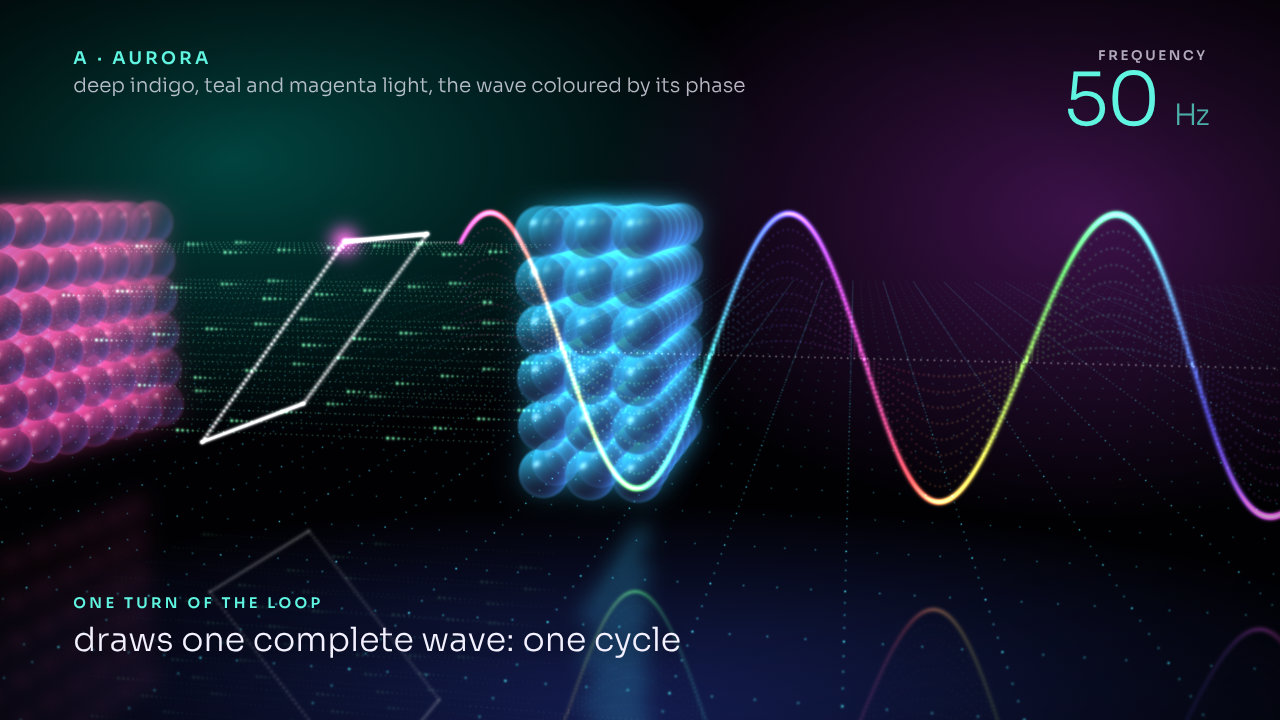 A · AURORA
deep indigo, teal and magenta light, the wave coloured by its phase
FREQUENCY
50 Hz
ONE TURN OF THE LOOP
draws one complete wave: one cycle